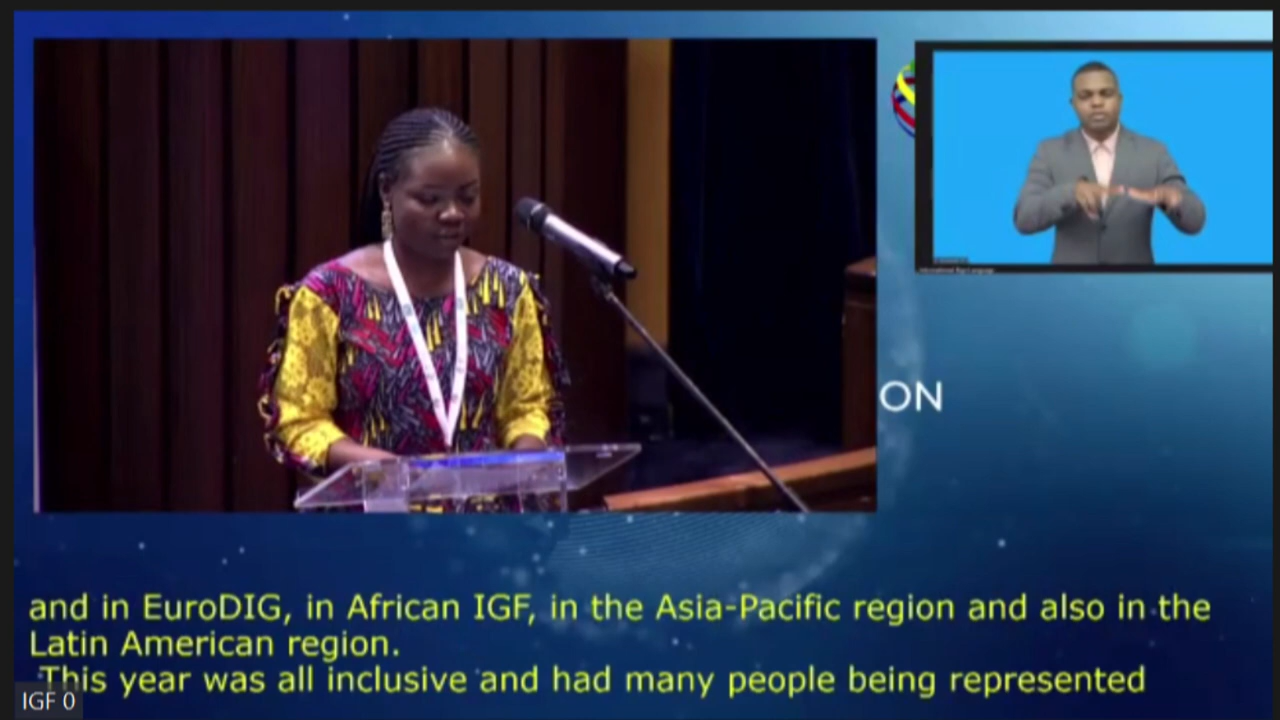 ON
and in EuroDIG, in African IGF, in the Asia-Pacific region and also in the
Latin American region.
This year was all inclusive and had many people being represented
IGF 0